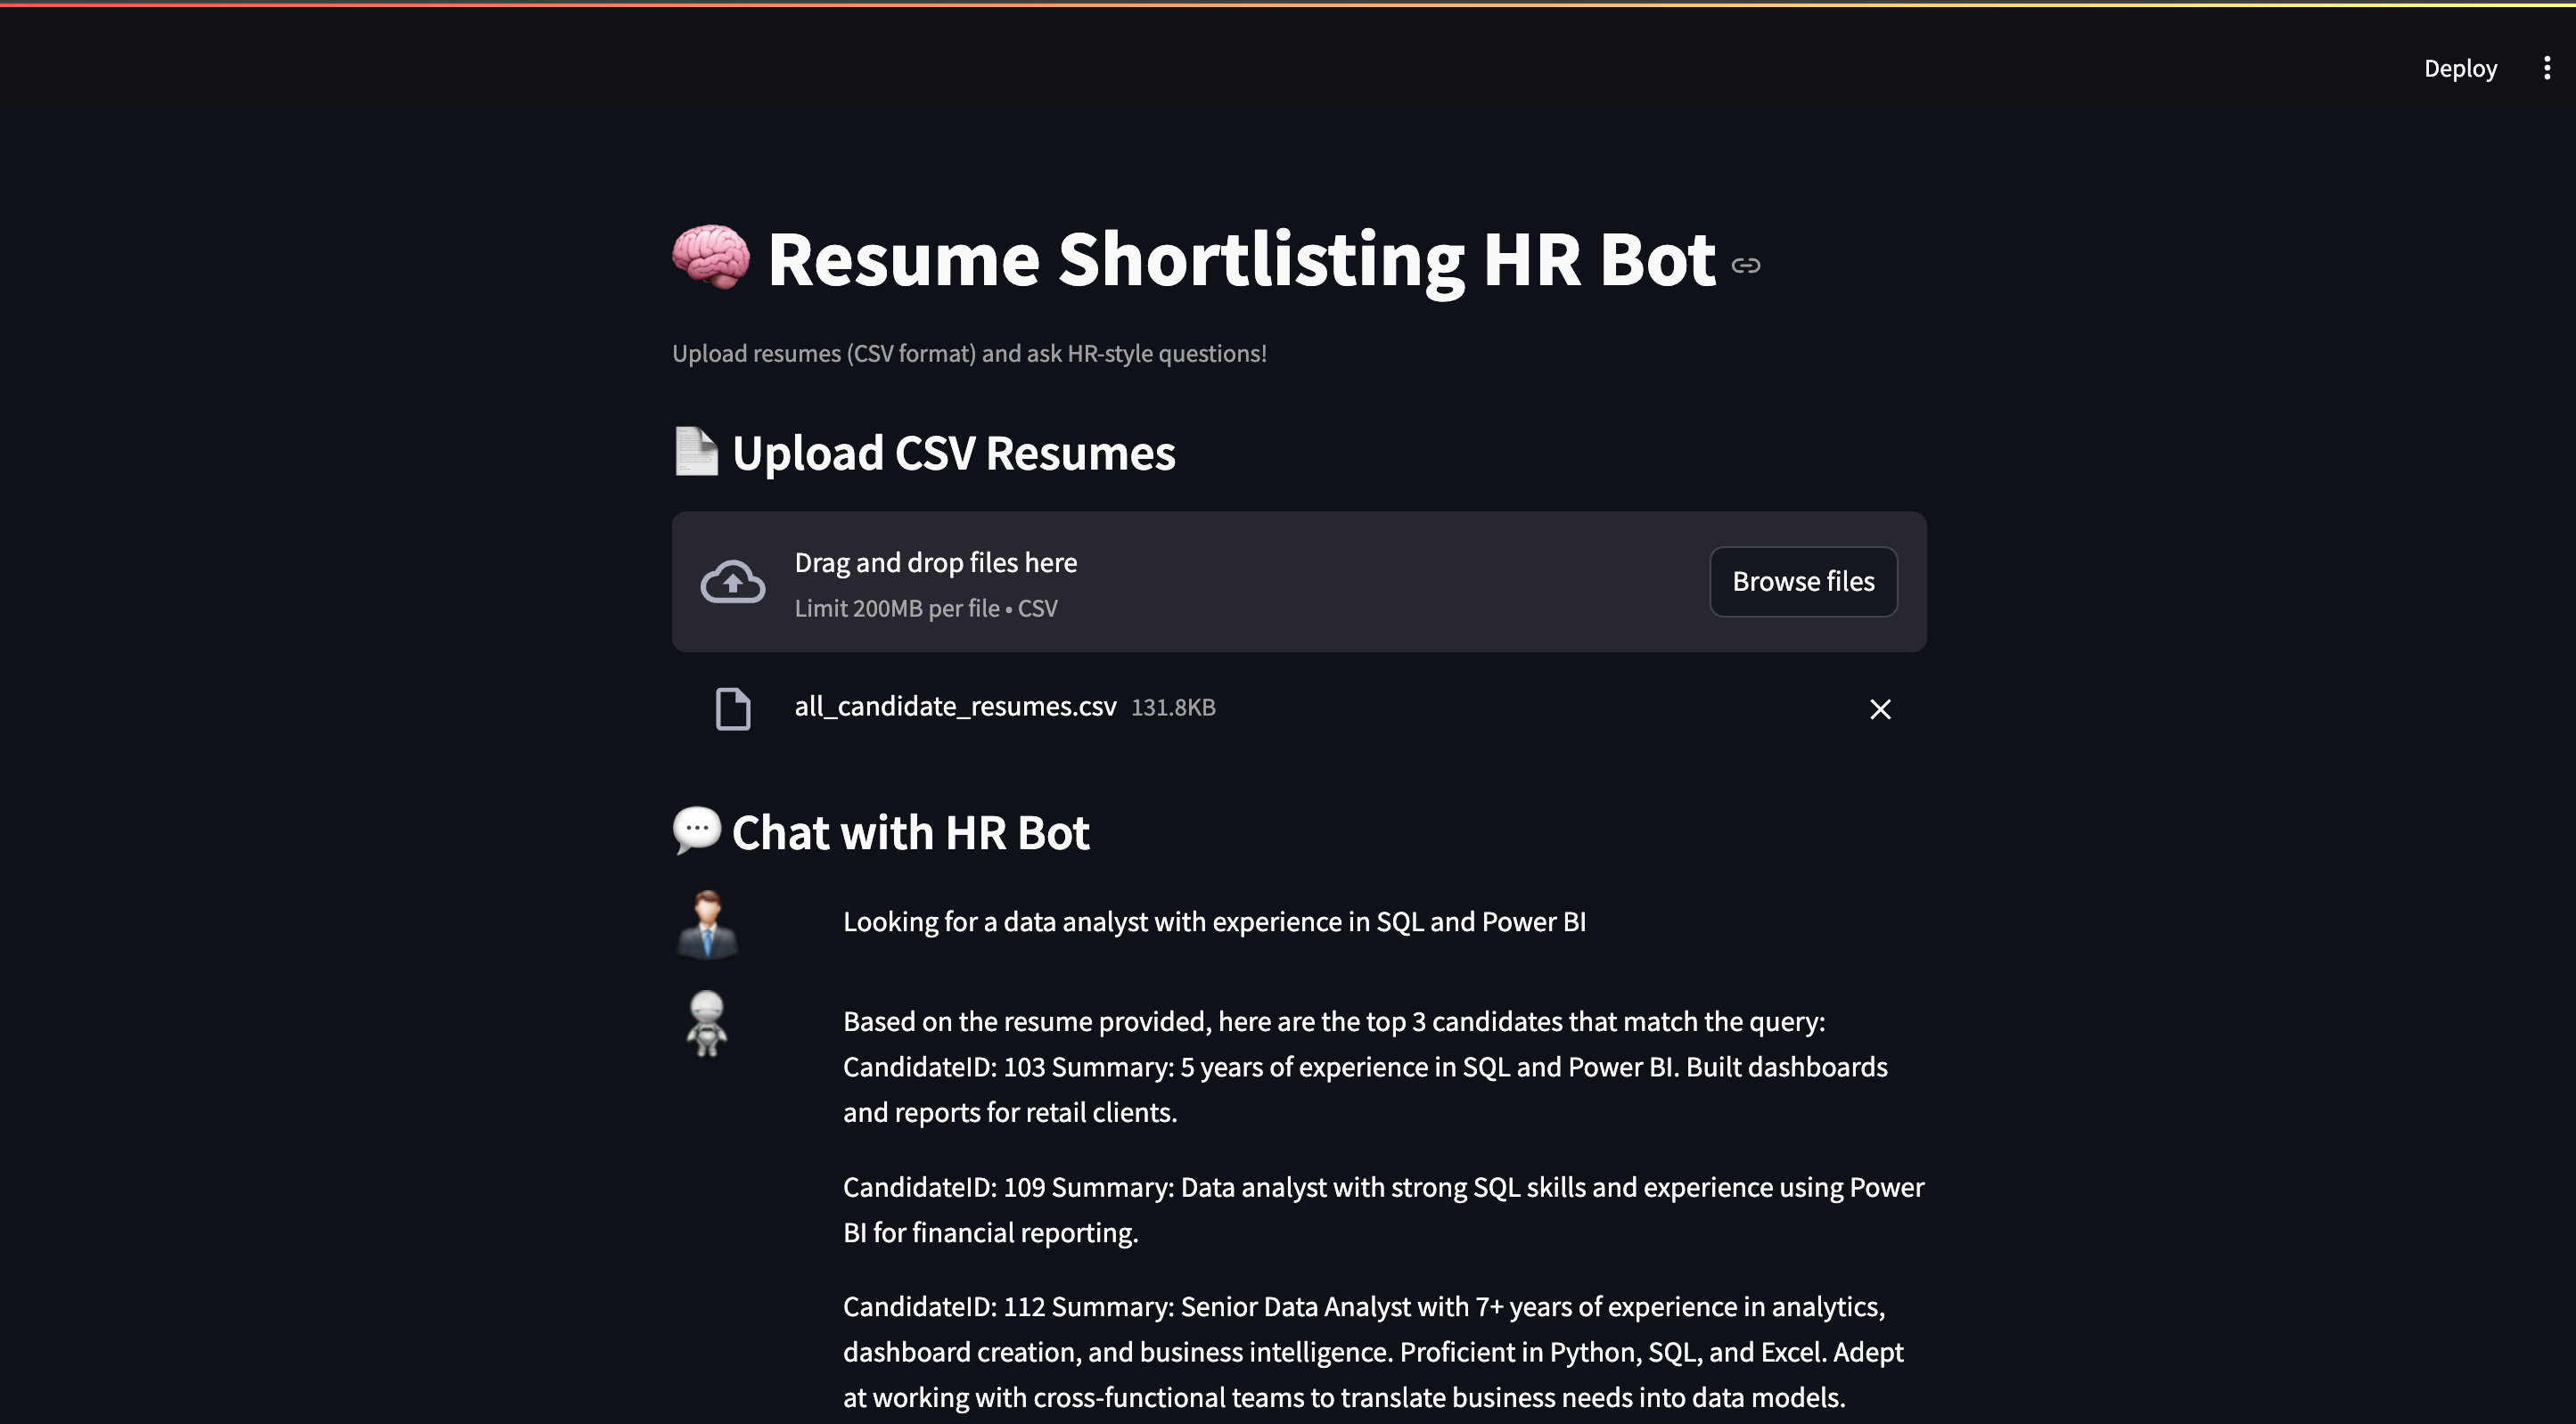 Deploy
Resume Shortlisting HR Bot
Upload resumes (CSV format) and ask HR-style questions!
Upload CSV Resumes
Drag and drop files here
Limit 200MB per file • CSV
Browse files
all_candidate_resumes.csv 131.8KB
Chat with HR Bot
Looking for a data analyst with experience in SQL and Power BI
Based on the resume provided, here are the top 3 candidates that match the query:
CandidateID: 103 Summary: 5 years of experience in SQL and Power BI. Built dashboards
and reports for retail clients.
CandidateID: 109 Summary: Data analyst with strong SQL skills and experience using Power
BI for financial reporting.
CandidateID: 112 Summary: Senior Data Analyst with 7+ years of experience in analytics,
dashboard creation, and business intelligence. Proficient in Python, SQL, and Excel. Adept
at working with cross-functional teams to translate business needs into data models.